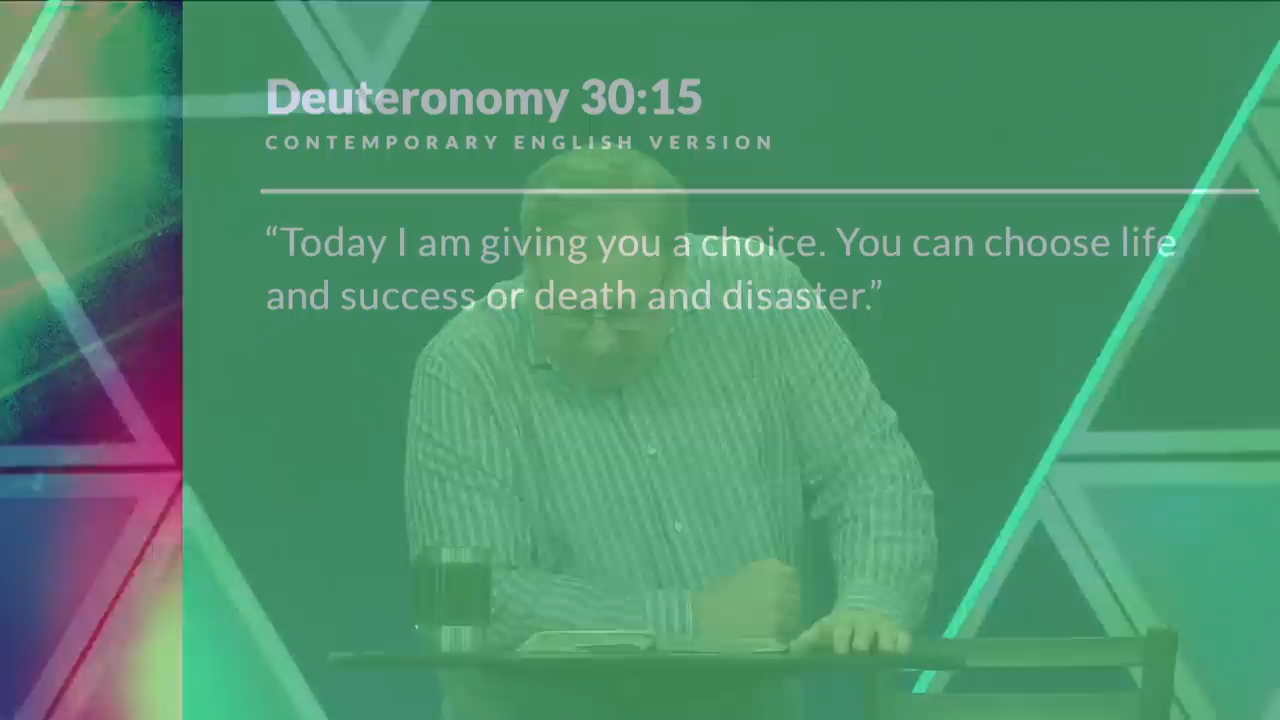 Deuteronomy 30:15
CONTEMPORARY ENGLISH VERSION
“Today I am giving you a choice. You can choose life
and success or death and disaster.”